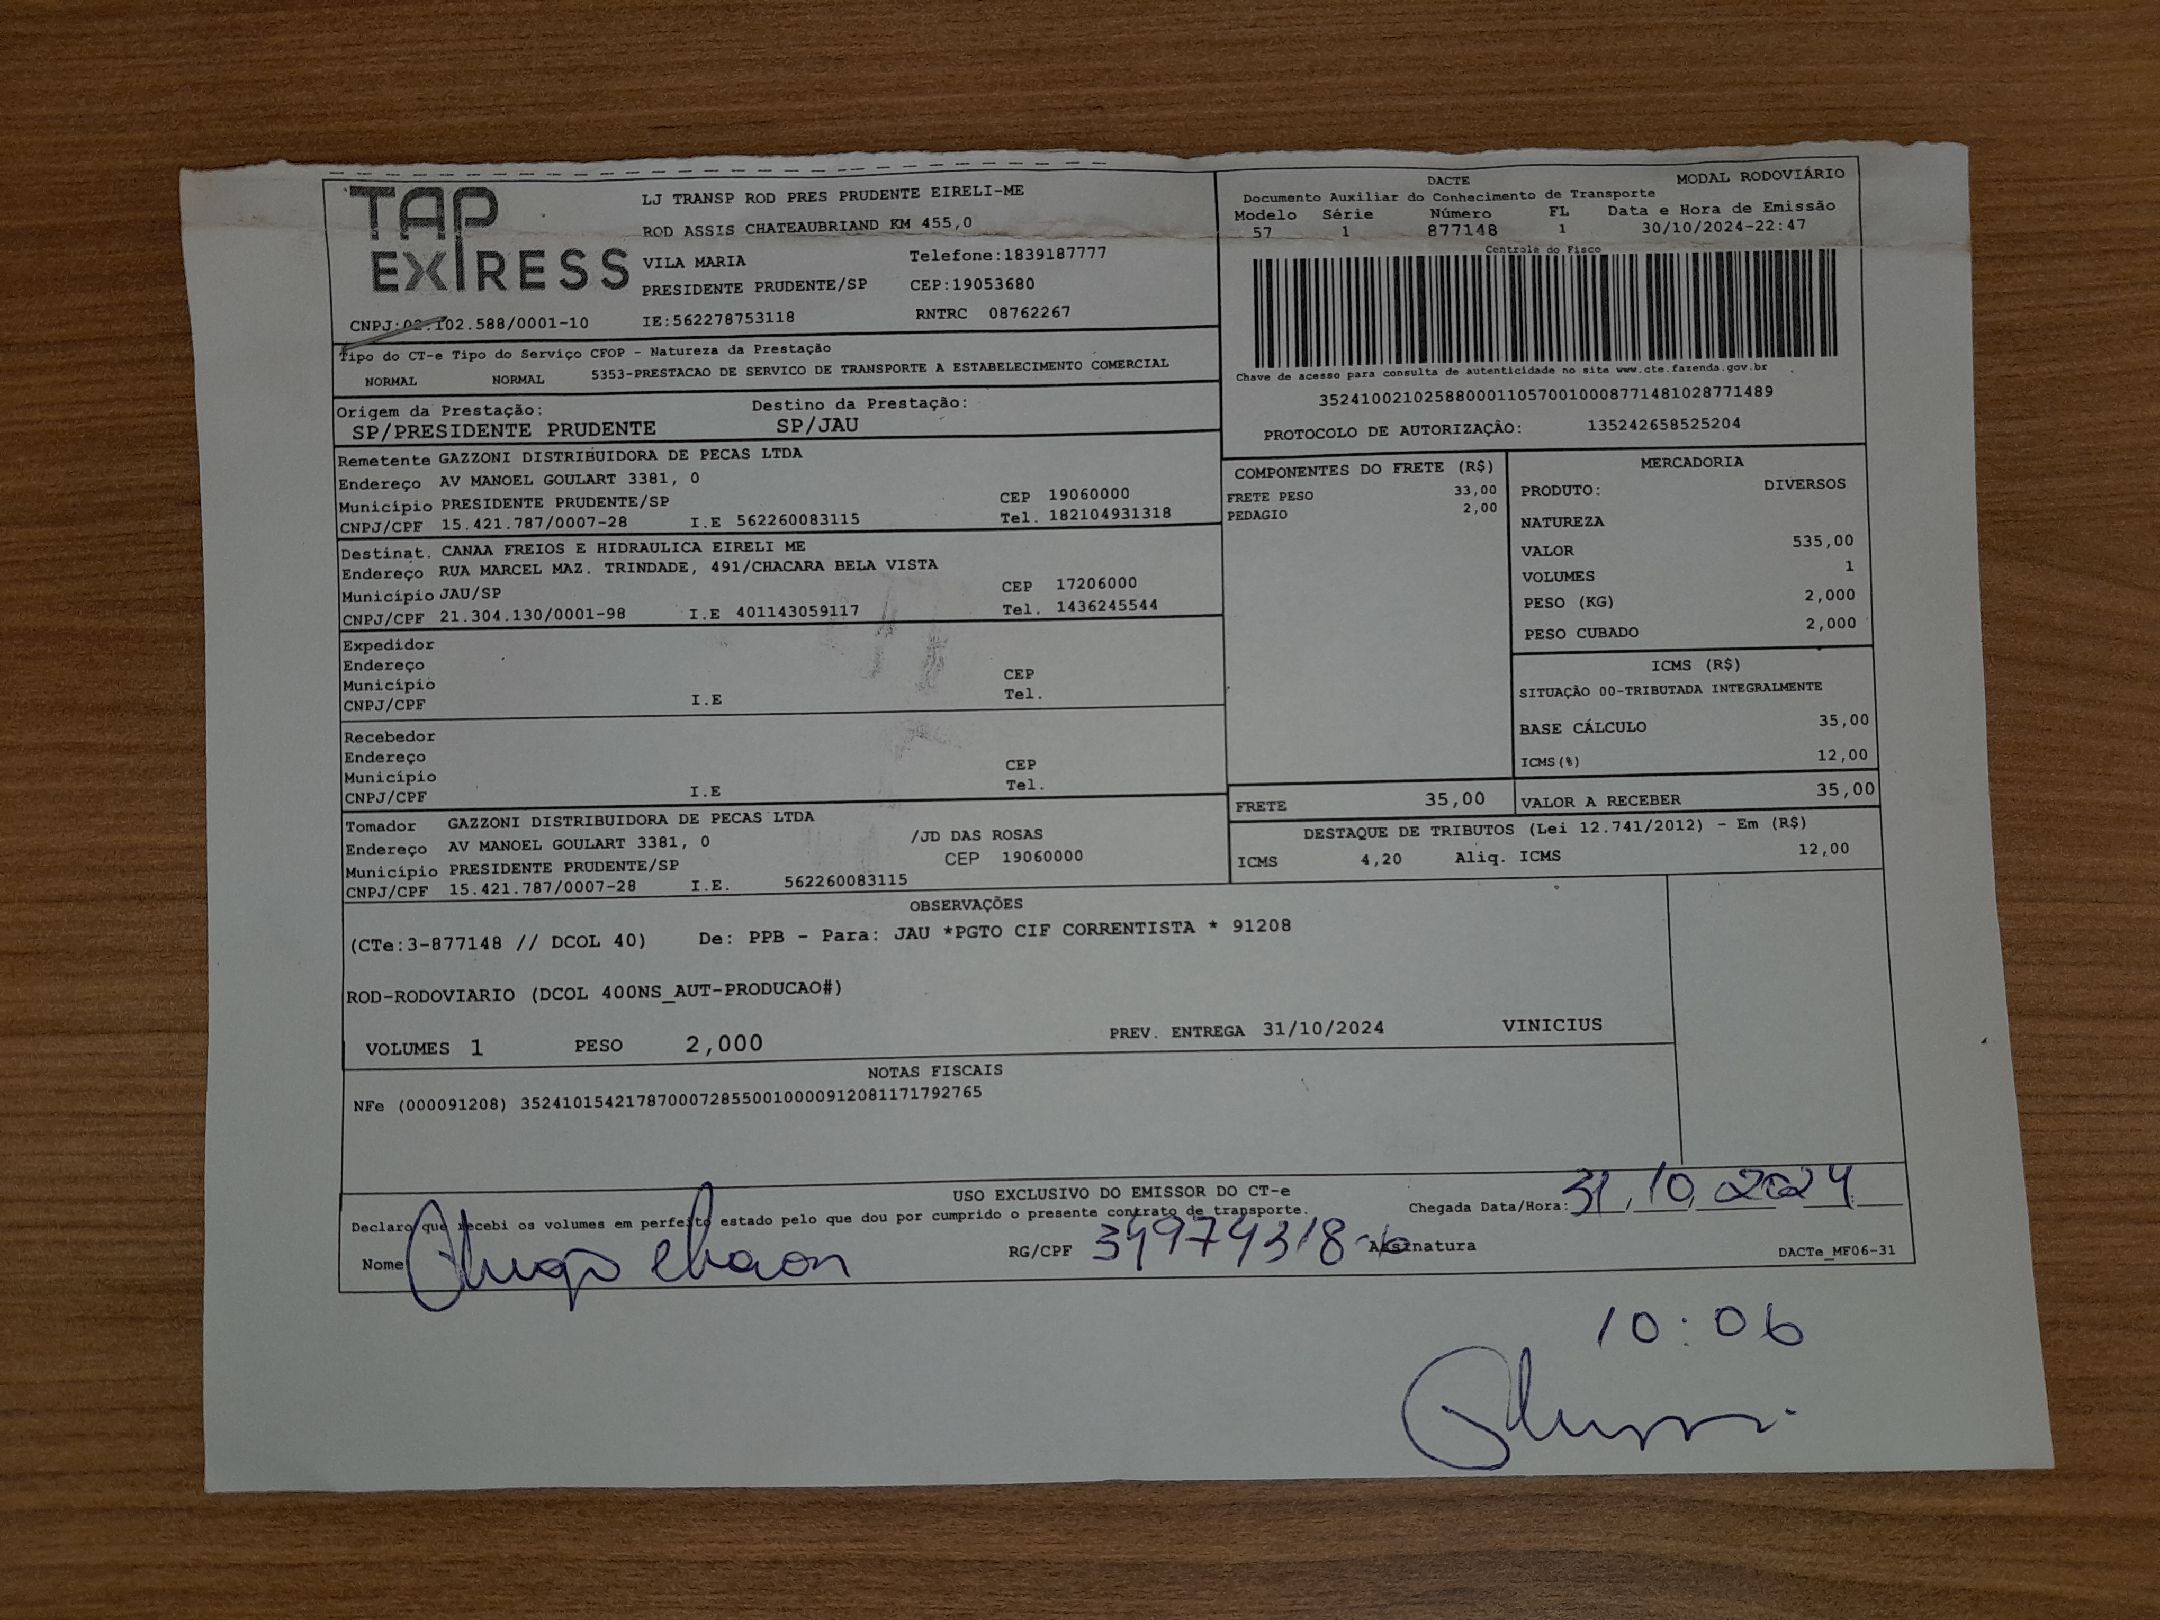 TAP
EXPRESS
LJ TRANSP ROD PRES PRUDENTE EIRELI-ME
ROD ASSIS CHATEAUBRIAND KM 455,0
VILA MARIA Telefone:1839187777
PRESIDENTE PRUDENTE/SP CEP:19053680
CNPJ:02.102.588/0001-10 IE:562278753118 RNTRC 08762267
DACTE MODAL RODOVIÁRIO
Documento Auxiliar do Conhecimento de Transporte
Modelo Série Número FL Data e Hora de Emissão
57 1 877148 1 30/10/2024-22:47
Controle do Fisco
Chave de acesso para consulta de autenticidade no site www.cte.fazenda.gov.br
35241002102588000110570010008771481028771489
PROTOCOLO DE AUTORIZAÇÃO: 135242658525204
Tipo do CT-e Tipo do Serviço CFOP - Natureza da Prestação
NORMAL NORMAL 5353-PRESTACAO DE SERVICO DE TRANSPORTE A ESTABELECIMENTO COMERCIAL
Origem da Prestação: Destino da Prestação:
SP/PRESIDENTE PRUDENTE SP/JAU
Remetente GAZZONI DISTRIBUIDORA DE PECAS LTDA
Endereço AV MANOEL GOULART 3381, 0
Município PRESIDENTE PRUDENTE/SP CEP 19060000
CNPJ/CPF 15.421.787/0007-28 I.E 562260083115 Tel. 182104931318
Destinat. CANAA FREIOS E HIDRAULICA EIRELI ME
Endereço RUA MARCEL MAZ. TRINDADE, 491/CHACARA BELA VISTA
Município JAU/SP CEP 17206000
CNPJ/CPF 21.304.130/0001-98 I.E 401143059117 Tel. 1436245544
Expedidor
Endereço
Município CEP
CNPJ/CPF I.E Tel.
Recebedor
Endereço
Município CEP
CNPJ/CPF I.E Tel.
Tomador GAZZONI DISTRIBUIDORA DE PECAS LTDA
Endereço AV MANOEL GOULART 3381, 0 /JD DAS ROSAS
Município PRESIDENTE PRUDENTE/SP CEP 19060000
CNPJ/CPF 15.421.787/0007-28 I.E. 562260083115
COMPONENTES DO FRETE (R$)
FRETE PESO 33,00
PEDAGIO 2,00
MERCADORIA
PRODUTO: DIVERSOS
NATUREZA
VALOR 535,00
VOLUMES 1
PESO (KG) 2,000
PESO CUBADO 2,000
ICMS (R$)
SITUAÇÃO 00-TRIBUTADA INTEGRALMENTE
BASE CÁLCULO 35,00
ICMS(%) 12,00
FRETE 35,00 VALOR A RECEBER 35,00
DESTAQUE DE TRIBUTOS (Lei 12.741/2012) - Em (R$)
ICMS 4,20 Aliq. ICMS 12,00
OBSERVAÇÕES
(CTe:3-877148 // DCOL 40) De: PPB - Para: JAU *PGTO CIF CORRENTISTA * 91208
ROD-RODOVIARIO (DCOL 400NS_AUT-PRODUCAO#)
VOLUMES 1 PESO 2,000 PREV. ENTREGA 31/10/2024 VINICIUS
NOTAS FISCAIS
NFe (000091208) 35241015421787000728550010000912081171792765
USO EXCLUSIVO DO EMISSOR DO CT-e
Declaro que recebi os volumes em perfeito estado pelo que dou por cumprido o presente contrato de transporte. Chegada Data/Hora: 31 10 2024
Nome Hugo RG/CPF 34974318-6 Assinatura DACTe_MF06-31
10:06